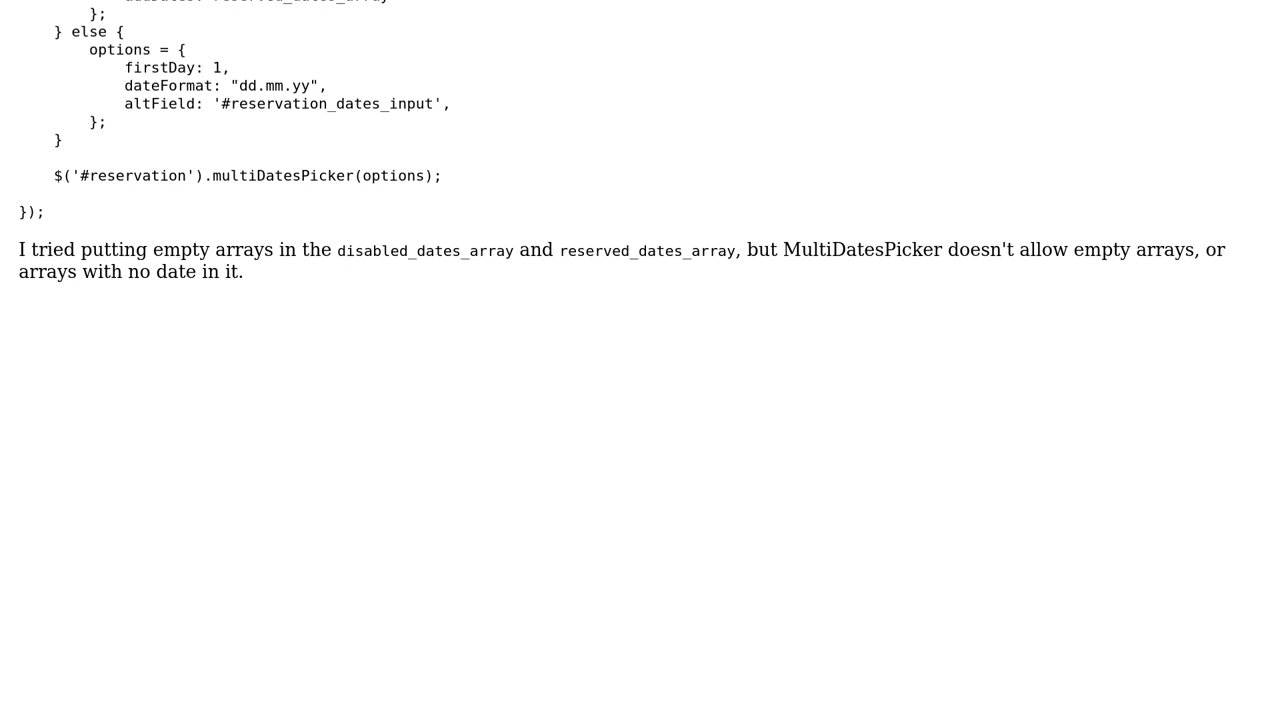 };
} else {
options = {
firstDay: 1,
dateFormat: "dd.mm.yy",
altField: '#reservation_dates_input',
};
}
$('#reservation').multiDatesPicker(options);
});
I tried putting empty arrays in the disabled_dates_array and reserved_dates_array, but MultiDatesPicker doesn't allow empty arrays, or
arrays with no date in it.